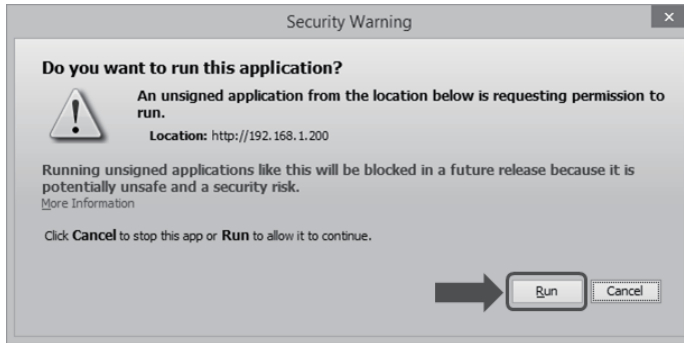 Security Warning
Do you want to run this application?
An unsigned application from the location below is requesting permission to
run.
Location: http://192.168.1.200
Running unsigned applications like this will be blocked in a future release because it is
potentially unsafe and a security risk.
More Information
Click Cancel to stop this app or Run to allow it to continue.
Run Cancel